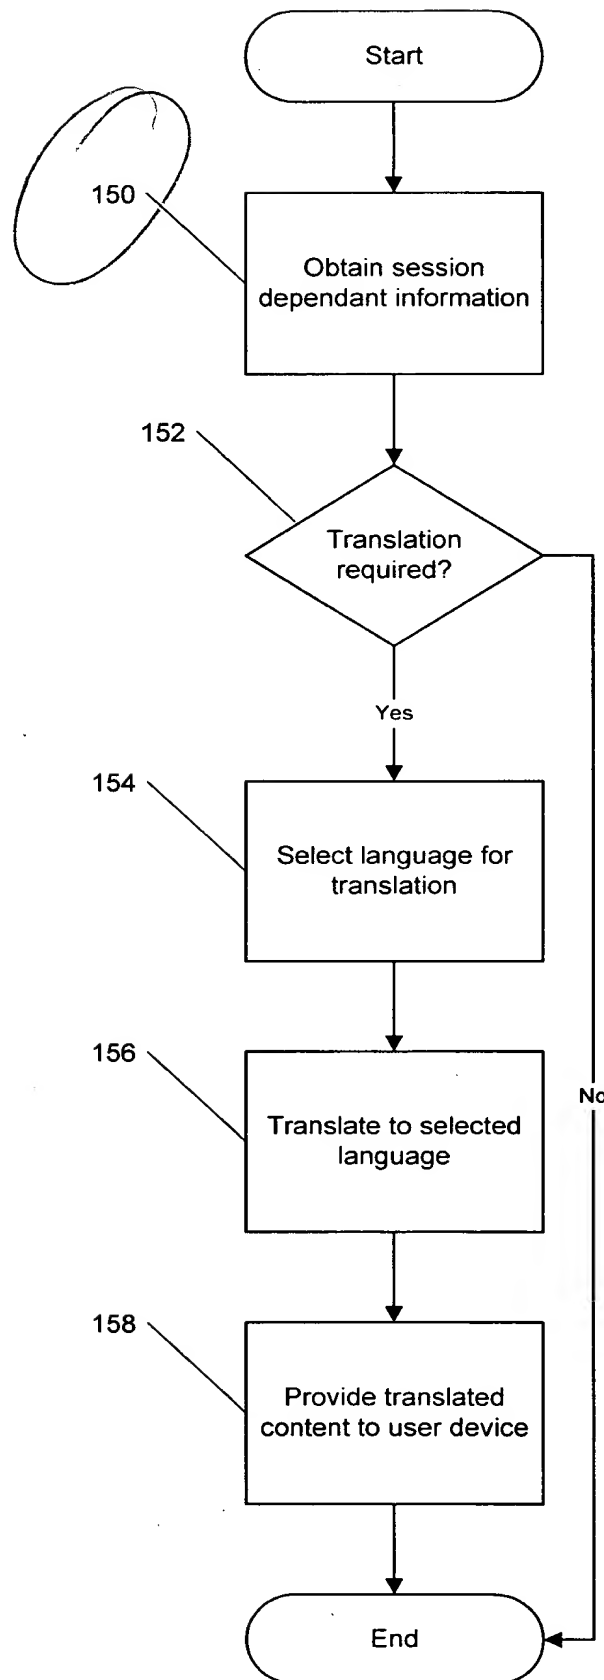 Start
150
Obtain session
dependant information
152
Translation
required?
Yes
154
Select language for
translation
156
Translate to selected
language
No
158
Provide translated
content to user device
End